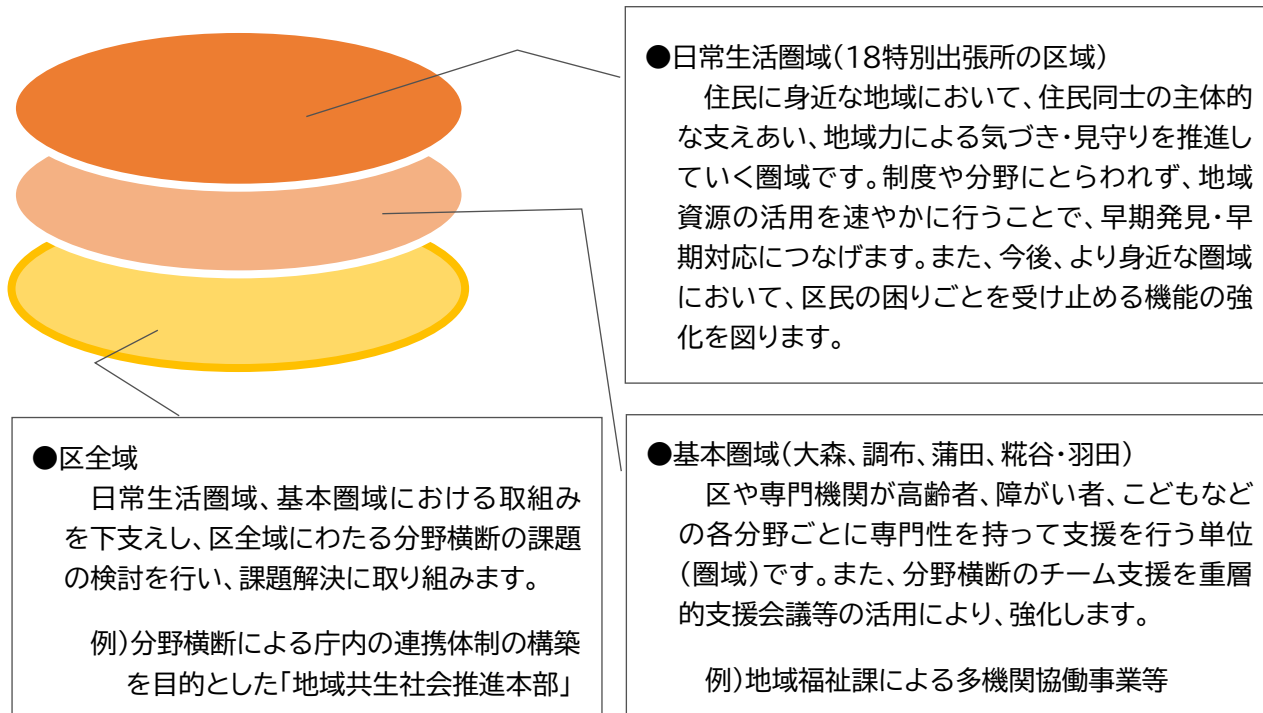 ●日常生活圏域(18特別出張所の区域)
住民に身近な地域において、住民同士の主体的
な支えあい、地域力による気づき・見守りを推進し
ていく圏域です。制度や分野にとらわれず、地域
資源の活用を速やかに行うことで、早期発見・早
期対応につなげます。また、今後、より身近な圏域
において、区民の困りごとを受け止める機能の強
化を図ります。
●区全域
日常生活圏域、基本圏域における取組み
を下支えし、区全域にわたる分野横断の課題
の検討を行い、課題解決に取り組みます。
例)分野横断による庁内の連携体制の構築
を目的とした「地域共生社会推進本部」
●基本圏域(大森、調布、蒲田、糀谷・羽田)
区や専門機関が高齢者、障がい者、こどもなど
の各分野ごとに専門性を持って支援を行う単位
(圏域)です。また、分野横断のチーム支援を重層
的支援会議等の活用により、強化します。
例)地域福祉課による多機関協働事業等